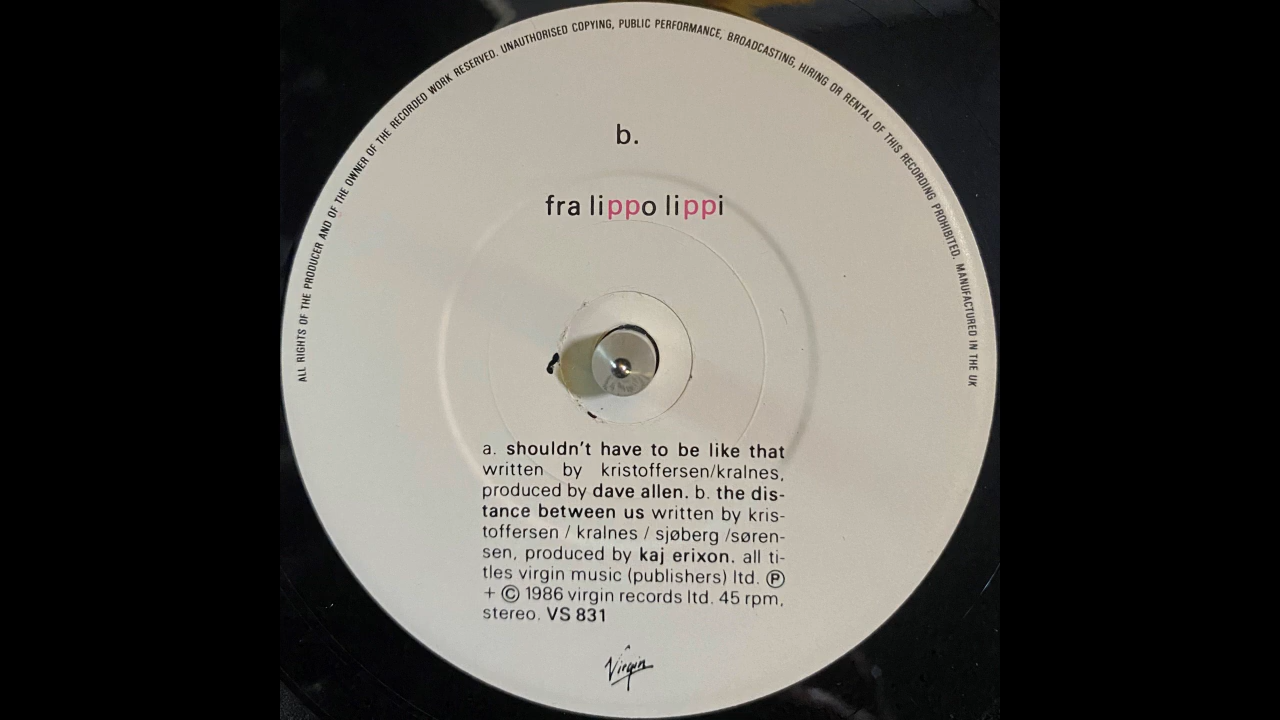 ALL RIGHTS OF THE PRODUCER AND OF THE OWNER OF THE RECORDED WORK RESERVED. UNAUTHORISED COPYING, PUBLIC PERFORMANCE, BROADCASTING, HIRING OR RENTAL OF THIS RECORDING PROHIBITED. MANUFACTURED IN THE UK
b.
fra lippo lippi
a. shouldn't have to be like that
written by kristoffersen/kralnes,
produced by dave allen. b. the dis-
tance between us written by kris-
toffersen / kralnes / sjøberg /søren-
sen, produced by kaj erixon. all ti-
tles virgin music (publishers) ltd. Ⓟ
+ © 1986 virgin records ltd. 45 rpm,
stereo. VS 831
Virgin